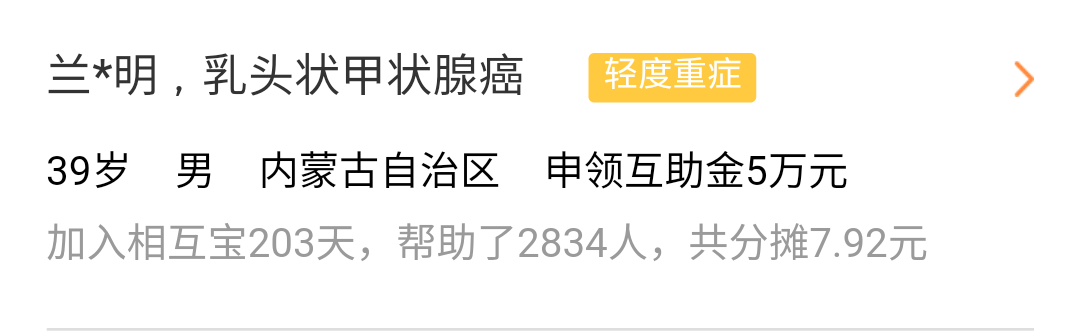 兰*明，乳头状甲状腺癌 轻度重症
39岁 男 内蒙古自治区 申领互助金5万元
加入相互宝203天，帮助了2834人，共分摊7.92元